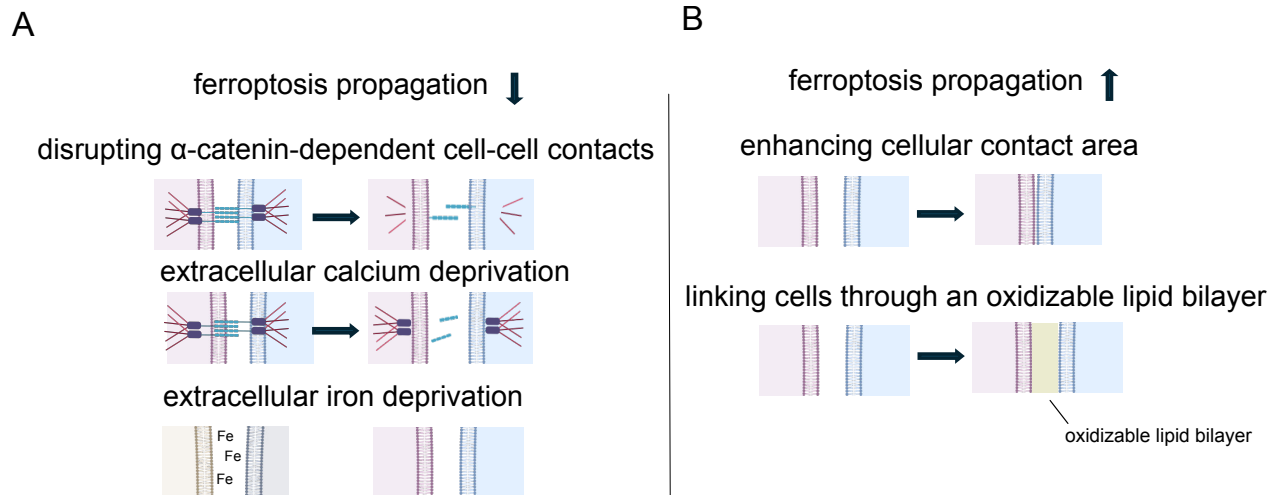 A
ferroptosis propagation
disrupting α-catenin-dependent cell-cell contacts
extracellular calcium deprivation
extracellular iron deprivation
Fe
Fe
Fe
B
ferroptosis propagation
enhancing cellular contact area
linking cells through an oxidizable lipid bilayer
oxidizable lipid bilayer